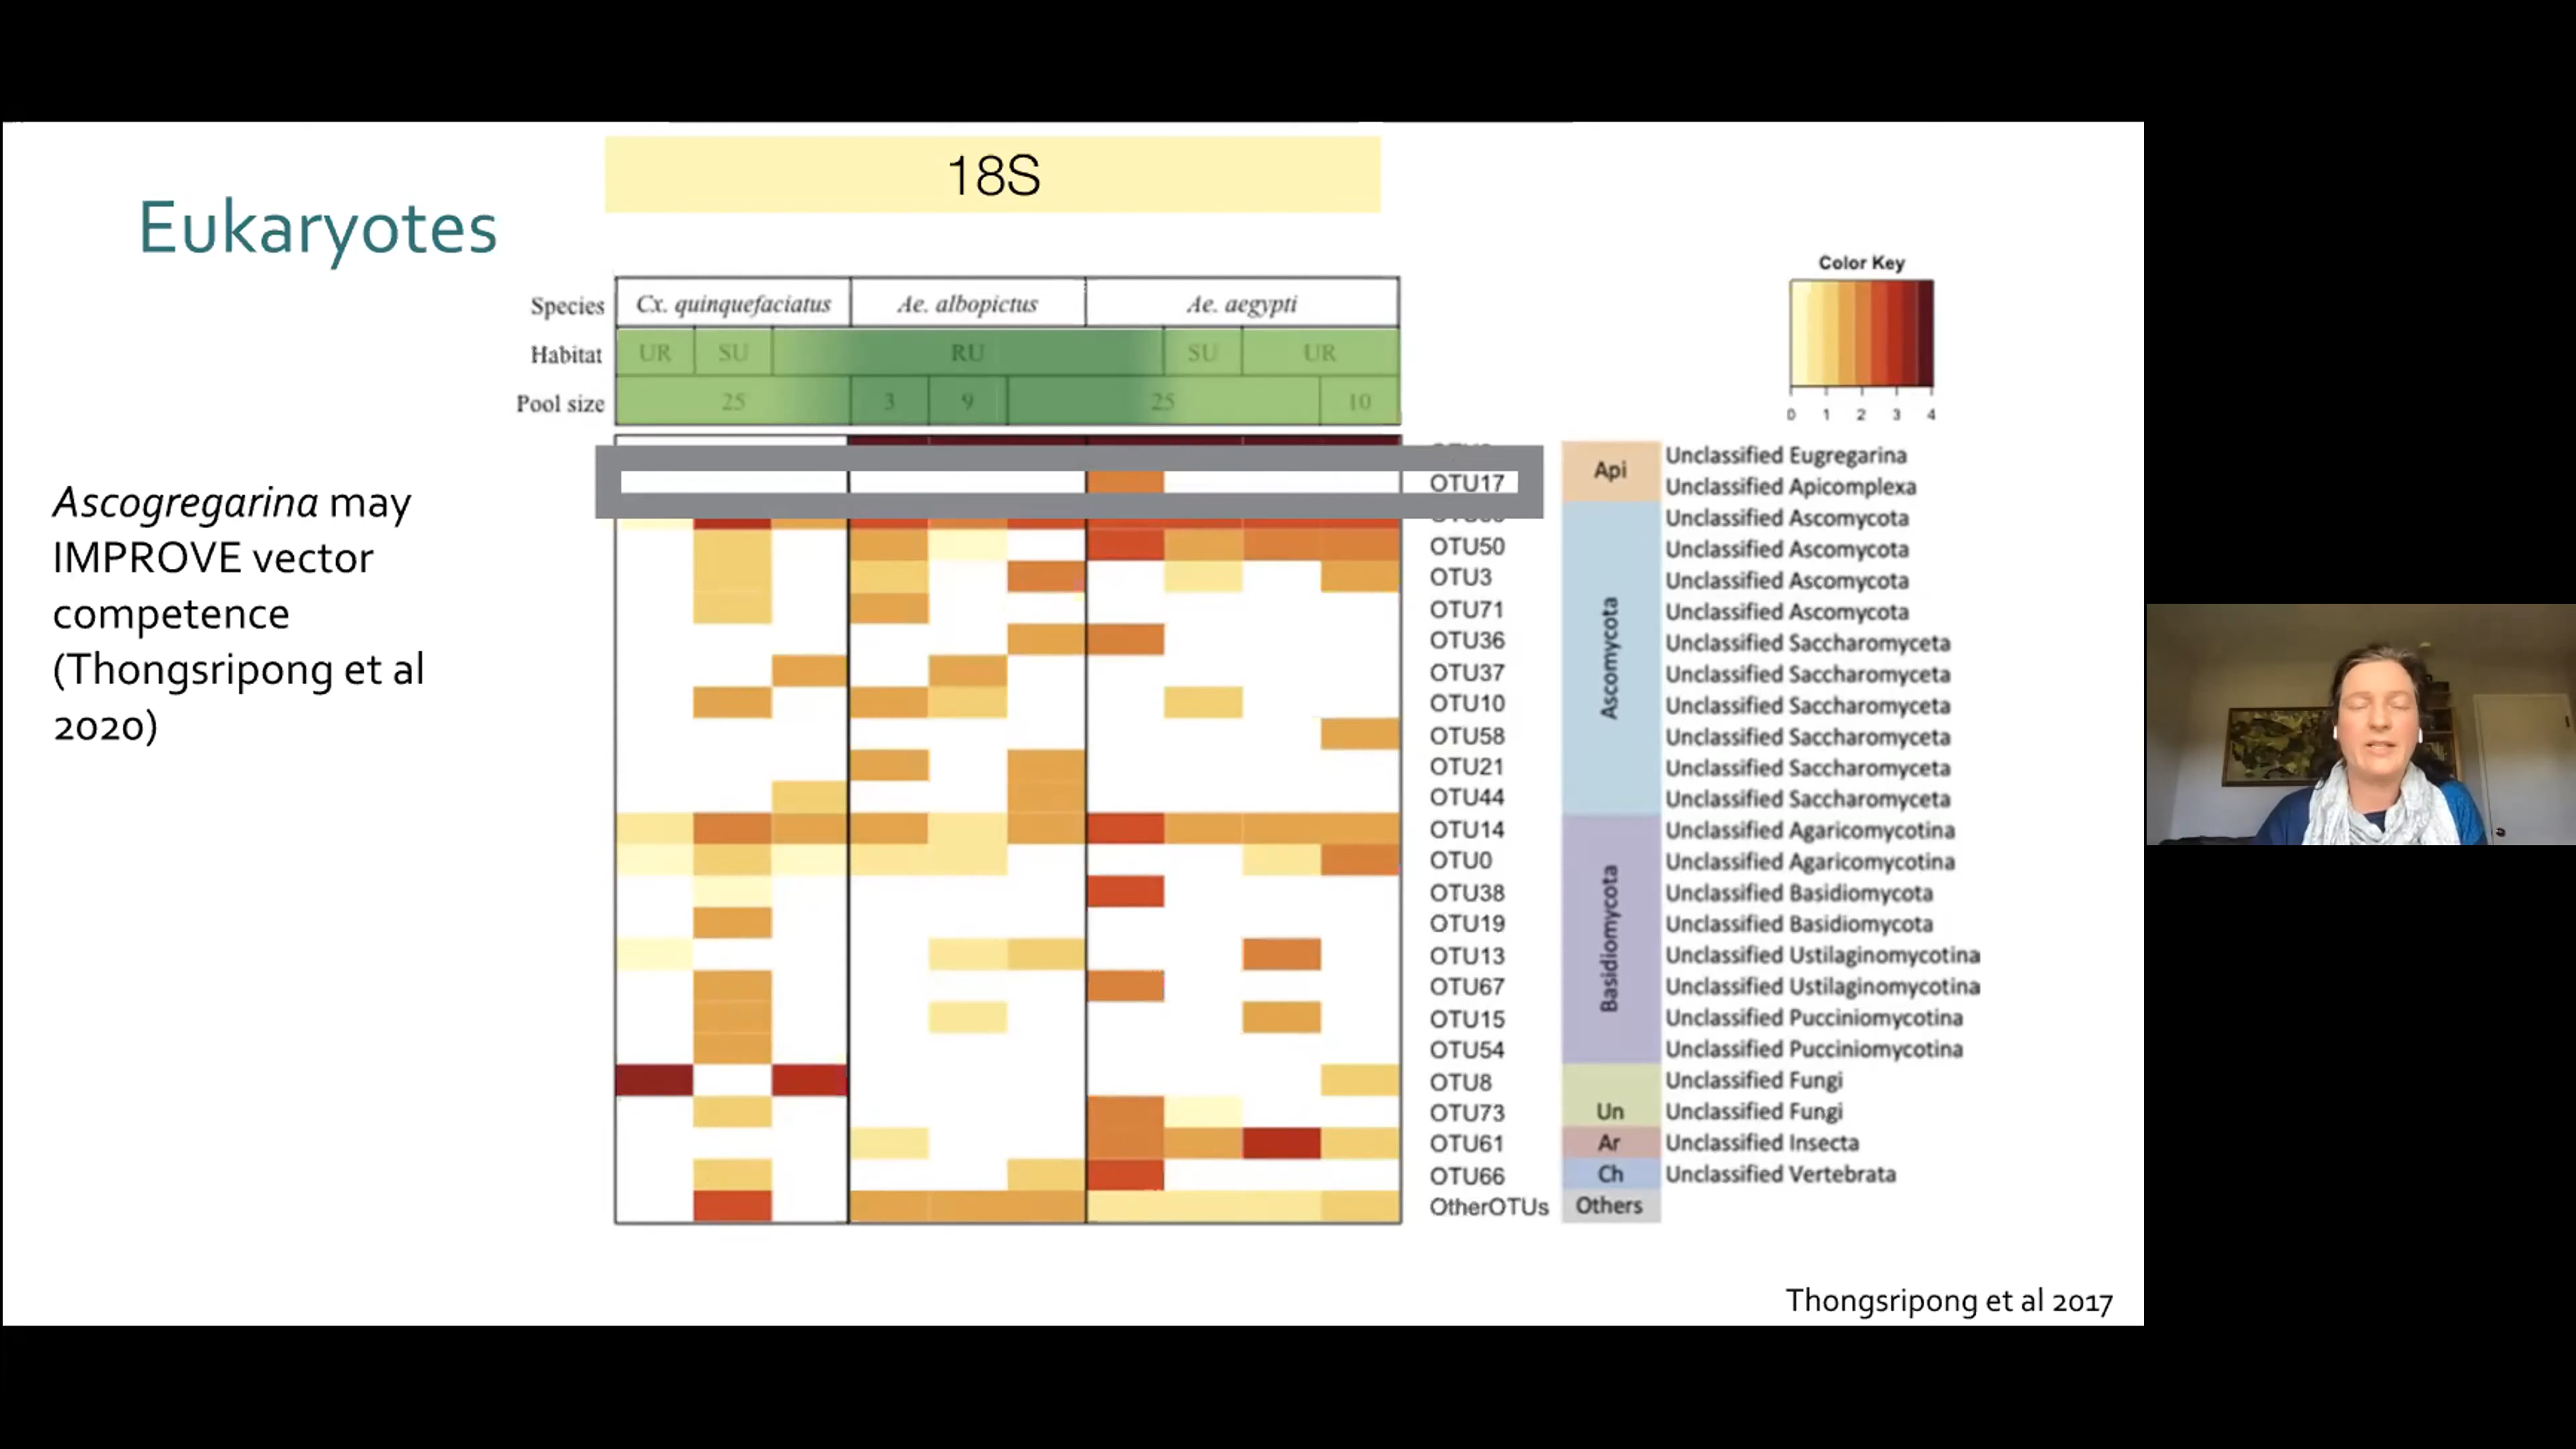 18S
Eukaryotes
Ascogregarina may
IMPROVE vector
competence
(Thongsripong et al
2020)
Species Cx. quinquefaciatus Ae. albopictus Ae. aegypti
Habitat UR SU RU SU UR
Pool size 25 3 9 25 10
Color Key
0 1 2 3 4
Api
Unclassified Eugregarina
OTU17 Unclassified Apicomplexa
Ascomycota
Unclassified Ascomycota
OTU50 Unclassified Ascomycota
OTU3 Unclassified Ascomycota
OTU71 Unclassified Ascomycota
OTU36 Unclassified Saccharomyceta
OTU37 Unclassified Saccharomyceta
OTU10 Unclassified Saccharomyceta
OTU58 Unclassified Saccharomyceta
OTU21 Unclassified Saccharomyceta
OTU44 Unclassified Saccharomyceta
Basidiomycota
OTU14 Unclassified Agaricomycotina
OTU0 Unclassified Agaricomycotina
OTU38 Unclassified Basidiomycota
OTU19 Unclassified Basidiomycota
OTU13 Unclassified Ustilaginomycotina
OTU67 Unclassified Ustilaginomycotina
OTU15 Unclassified Pucciniomycotina
OTU54 Unclassified Pucciniomycotina
OTU8 Unclassified Fungi
OTU73 Un Unclassified Fungi
OTU61 Ar Unclassified Insecta
OTU66 Ch Unclassified Vertebrata
OtherOTUs Others
Thongsripong et al 2017